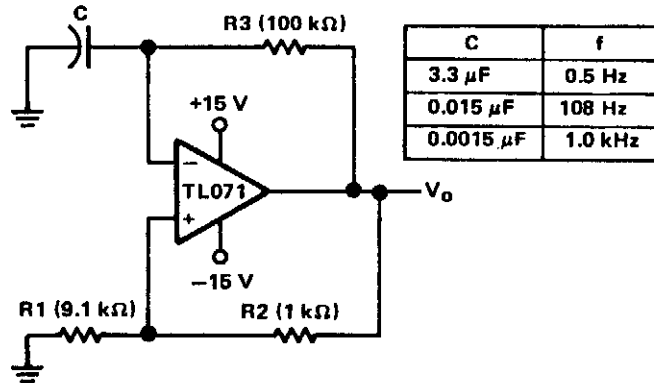 C
R3 (100 kΩ)
C f
3.3 μF 0.5 Hz
0.015 μF 108 Hz
0.0015 μF 1.0 kHz
+15 V
−
TL071
+
Vo
−15 V
R1 (9.1 kΩ)
R2 (1 kΩ)